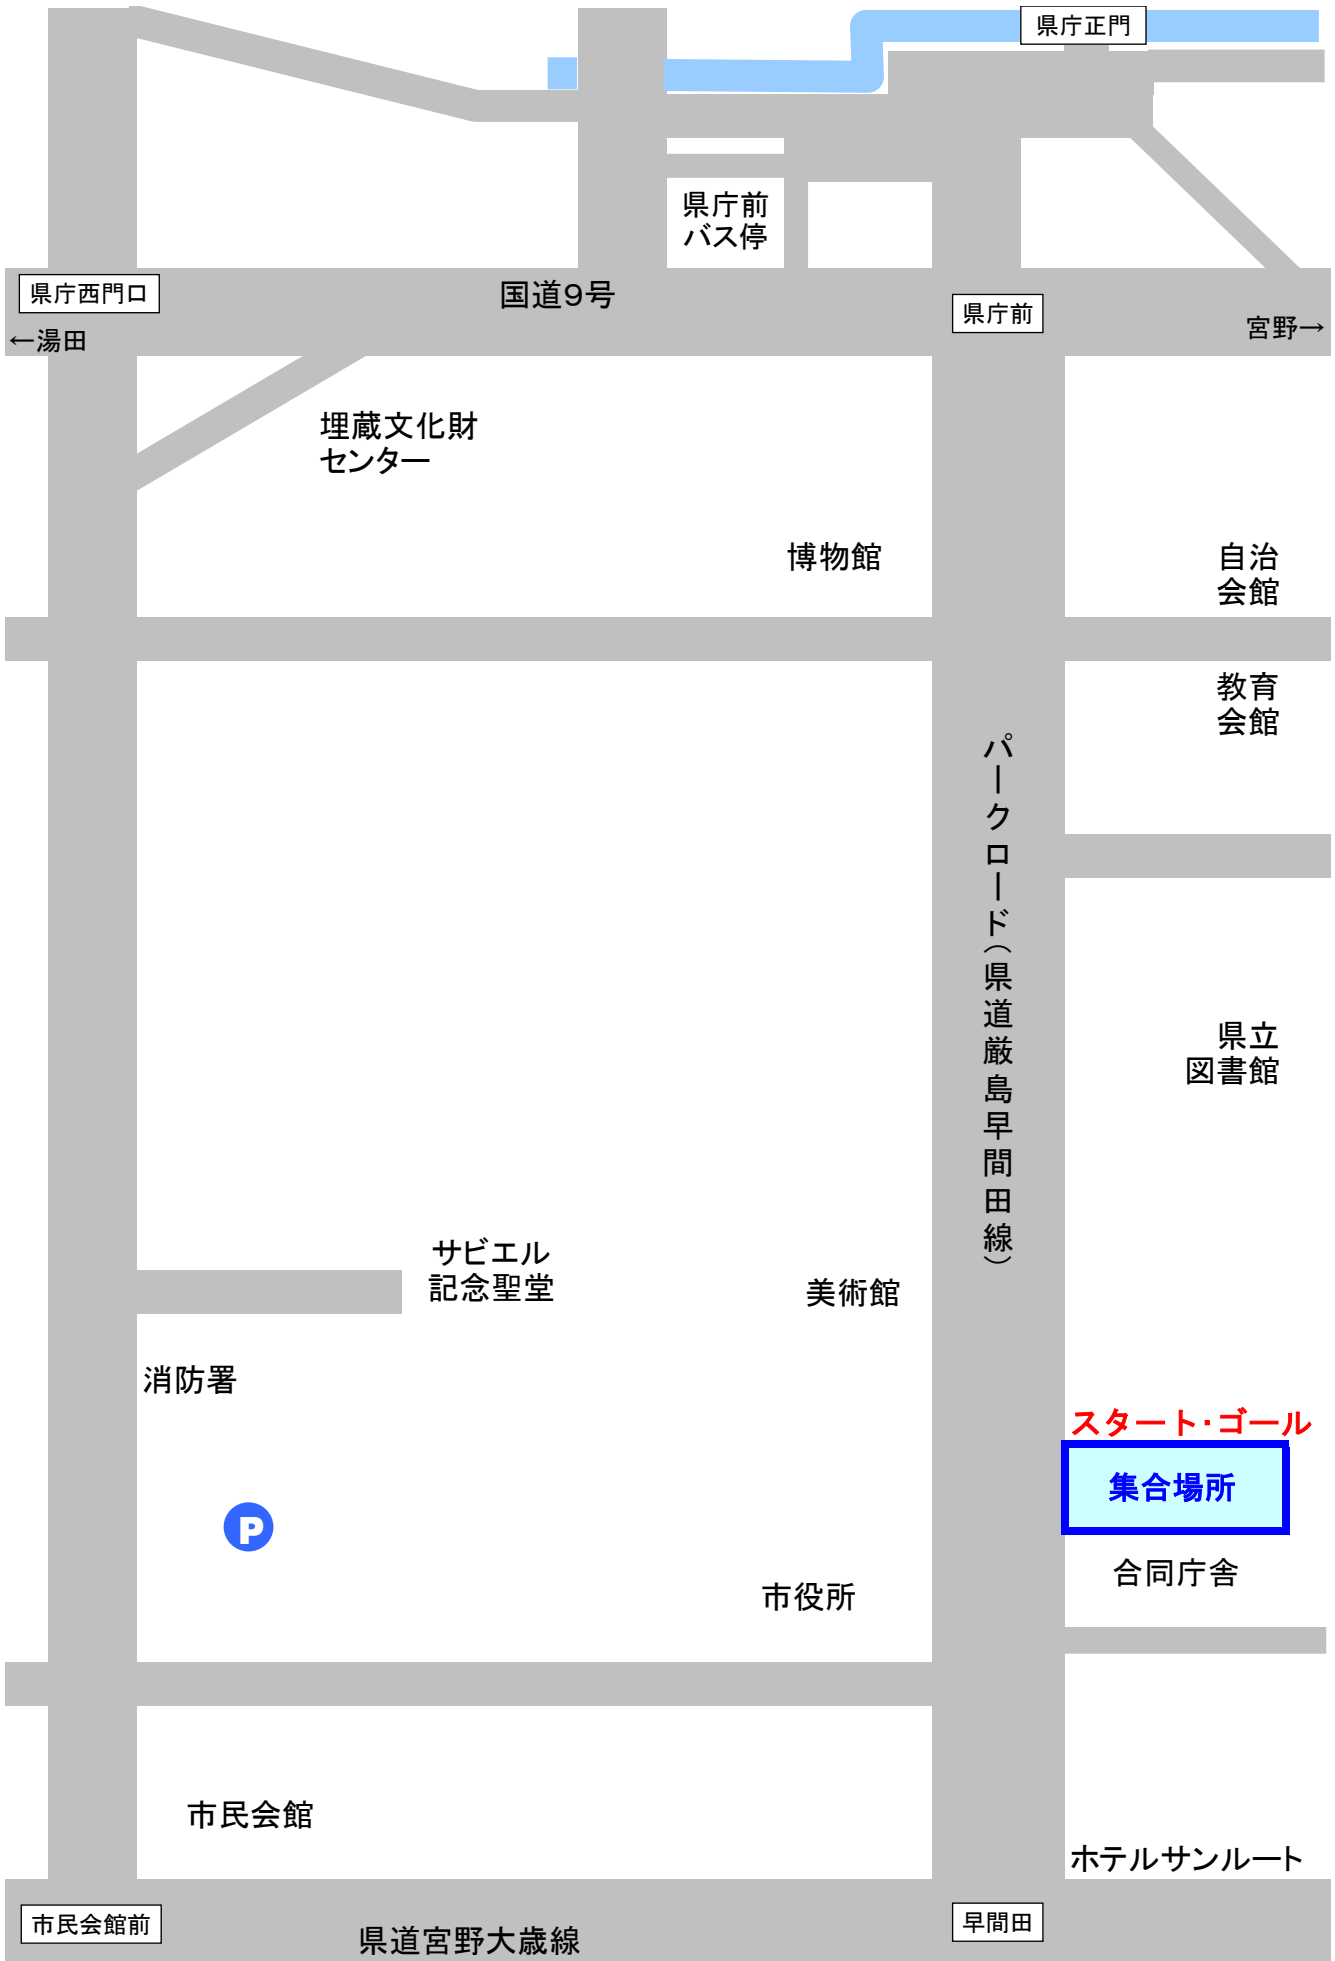 県庁正門
県庁前
バス停
県庁西門口
国道9号
県庁前
←湯田
宮野→
埋蔵文化財
センター
博物館
自治
会館
教育
会館
パークロード(県道厳島早間田線)
県立
図書館
サビエル
記念聖堂
美術館
消防署
スタート・ゴール
集合場所
P
合同庁舎
市役所
市民会館
ホテルサンルート
市民会館前
早間田
県道宮野大歳線